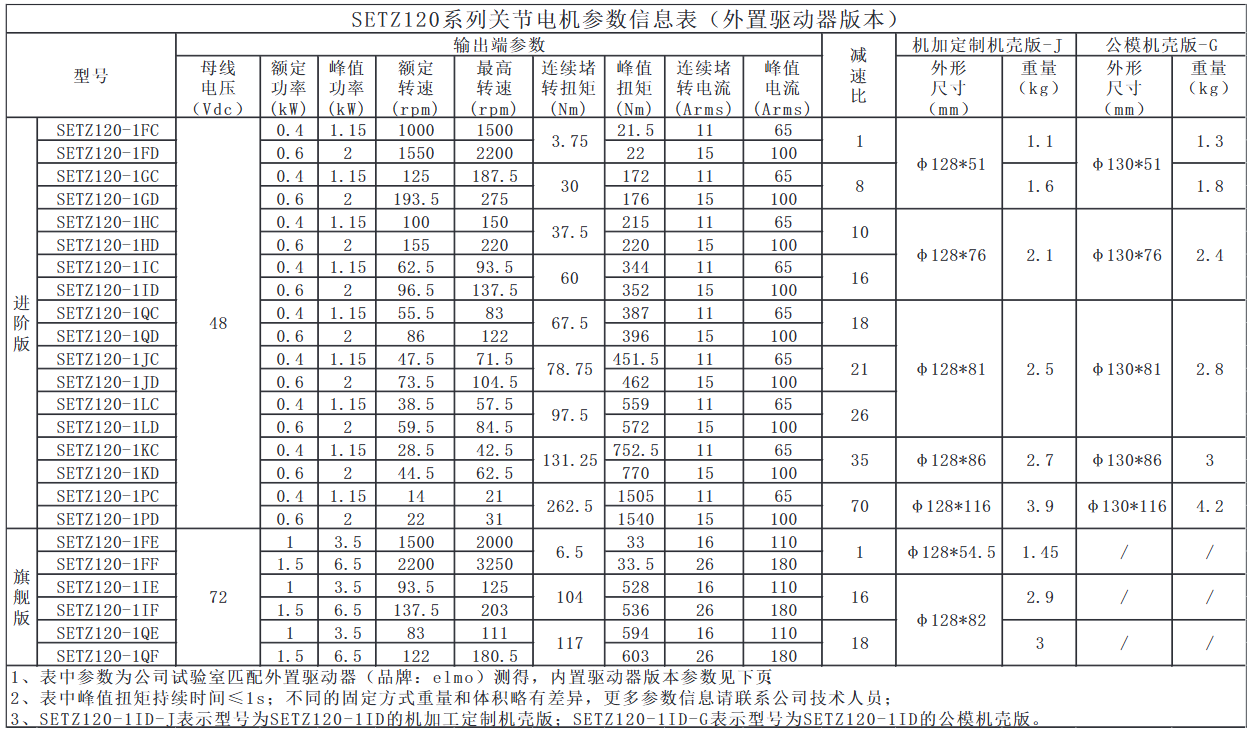 SETZ120系列关节电机参数信息表（外置驱动器版本）
型号 输出端参数 减速比 机加定制机壳版-J 公模机壳版-G
母线电压（Vdc） 额定功率(kW) 峰值功率(kW) 额定转速(rpm) 最高转速(rpm) 连续堵转扭矩(Nm) 峰值扭矩(Nm) 连续堵转电流(Arms) 峰值电流(Arms) 外形尺寸（mm） 重量（kg） 外形尺寸（mm） 重量（kg）
进阶版 48
SETZ120-1FC 0.4 1.15 1000 1500 3.75 21.5 11 65 1 φ128*51 1.1 φ130*51 1.3
SETZ120-1FD 0.6 2 1550 2200 22 15 100
SETZ120-1GC 0.4 1.15 125 187.5 30 172 11 65 8 1.6 1.8
SETZ120-1GD 0.6 2 193.5 275 176 15 100
SETZ120-1HC 0.4 1.15 100 150 37.5 215 11 65 10 φ128*76 2.1 φ130*76 2.4
SETZ120-1HD 0.6 2 155 220 220 15 100
SETZ120-1IC 0.4 1.15 62.5 93.5 60 344 11 65 16
SETZ120-1ID 0.6 2 96.5 137.5 352 15 100
SETZ120-1QC 0.4 1.15 55.5 83 67.5 387 11 65 18 φ128*81 2.5 φ130*81 2.8
SETZ120-1QD 0.6 2 86 122 396 15 100
SETZ120-1JC 0.4 1.15 47.5 71.5 78.75 451.5 11 65 21
SETZ120-1JD 0.6 2 73.5 104.5 462 15 100
SETZ120-1LC 0.4 1.15 38.5 57.5 97.5 559 11 65 26
SETZ120-1LD 0.6 2 59.5 84.5 572 15 100
SETZ120-1KC 0.4 1.15 28.5 42.5 131.25 752.5 11 65 35 φ128*86 2.7 φ130*86 3
SETZ120-1KD 0.6 2 44.5 62.5 770 15 100
SETZ120-1PC 0.4 1.15 14 21 262.5 1505 11 65 70 φ128*116 3.9 φ130*116 4.2
SETZ120-1PD 0.6 2 22 31 1540 15 100
旗舰版 72
SETZ120-1FE 1 3.5 1500 2000 6.5 33 16 110 1 φ128*54.5 1.45 / /
SETZ120-1FF 1.5 6.5 2200 3250 33.5 26 180
SETZ120-1IE 1 3.5 93.5 125 104 528 16 110 16 φ128*82 2.9 / /
SETZ120-1IF 1.5 6.5 137.5 203 536 26 180
SETZ120-1QE 1 3.5 83 111 117 594 16 110 18 3 / /
SETZ120-1QF 1.5 6.5 122 180.5 603 26 180
1、表中参数为公司试验室匹配外置驱动器（品牌：elmo）测得，内置驱动器版本参数见下页
2、表中峰值扭矩持续时间≤1s；不同的固定方式重量和体积略有差异，更多参数信息请联系公司技术人员；
3、SETZ120-1ID-J表示型号为SETZ120-1ID的机加工定制机壳版；SETZ120-1ID-G表示型号为SETZ120-1ID的公模机壳版。